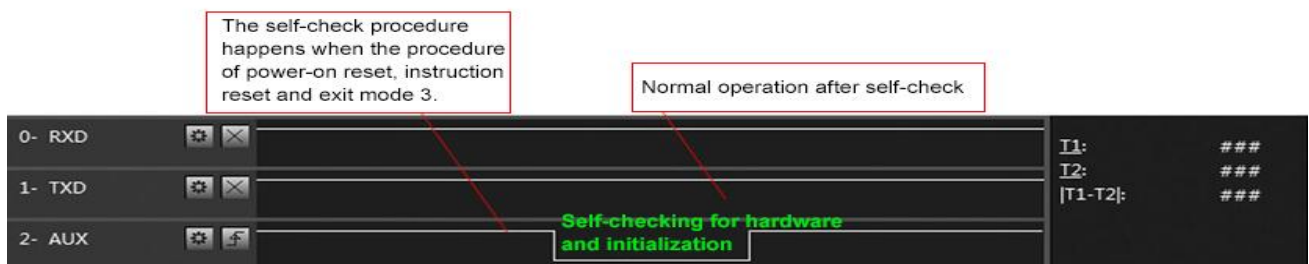 The self-check procedure
happens when the procedure
of power-on reset, instruction
reset and exit mode 3.
Normal operation after self-check
0- RXD
T1: ###
T2: ###
1- TXD
|T1-T2|: ###
Self-checking for hardware
2- AUX
and initialization